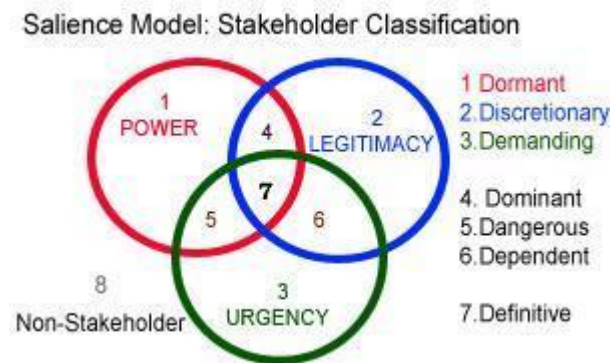 Salience Model: Stakeholder Classification
1
POWER
4
2
LEGITIMACY
7
5
6
3
URGENCY
8
Non-Stakeholder
1 Dormant
2.Discretionary
3.Demanding
4. Dominant
5.Dangerous
6.Dependent
7.Definitive